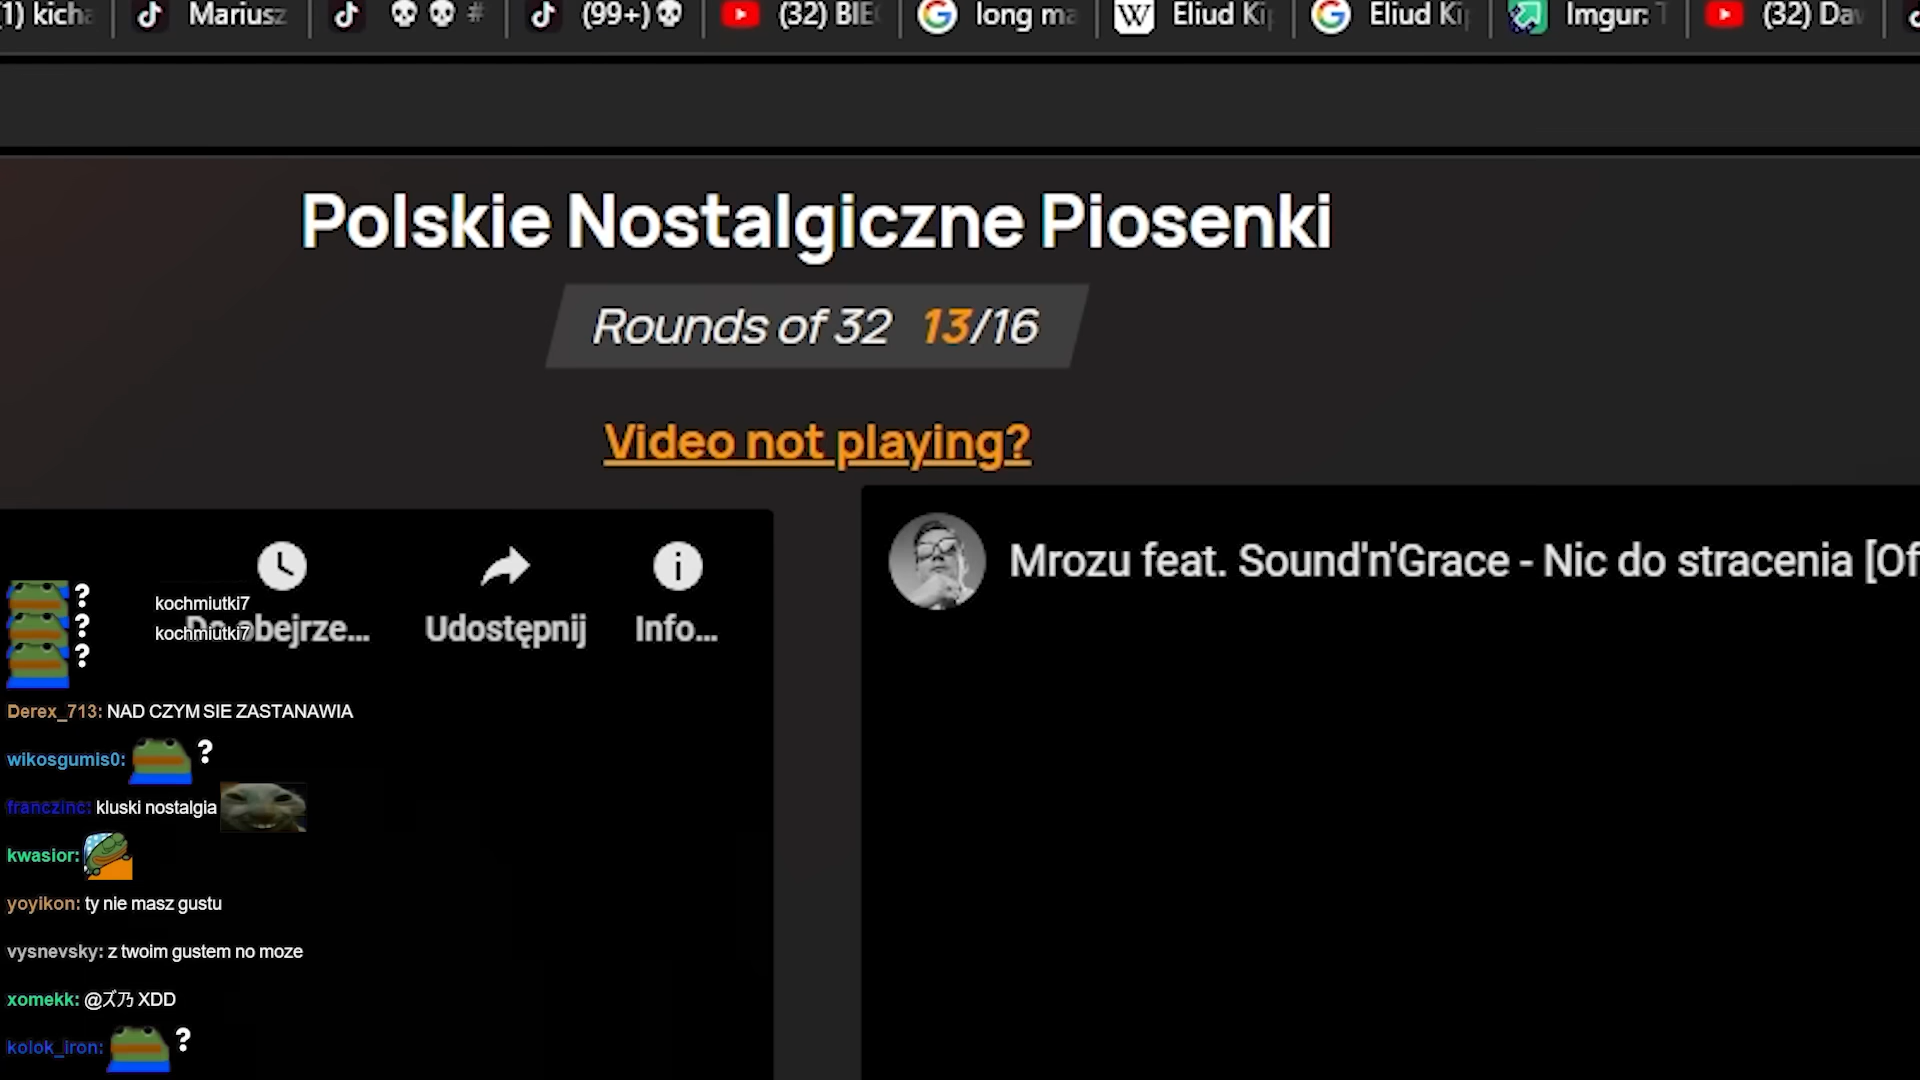 (1) kicha
Mariusz
#
(99+)
(32) BIE
long ma
Eliud Ki
Eliud Ki
Imgur: T
(32) Da
Polskie Nostalgiczne Piosenki
Rounds of 32 13/16
Video not playing?
Mrozu feat. Sound'n'Grace - Nic do stracenia [Of
Do obejrze...
Udostępnij
Info...
?
?
?
kochmiutki7
kochmiutki7
Derex_713: NAD CZYM SIE ZASTANAWIA
wikosgumis0: ?
franczinc: kluski nostalgia
kwasior:
yoyikon: ty nie masz gustu
vysnevsky: z twoim gustem no moze
xomekk: @ズ乃 XDD
kolok_iron: ?